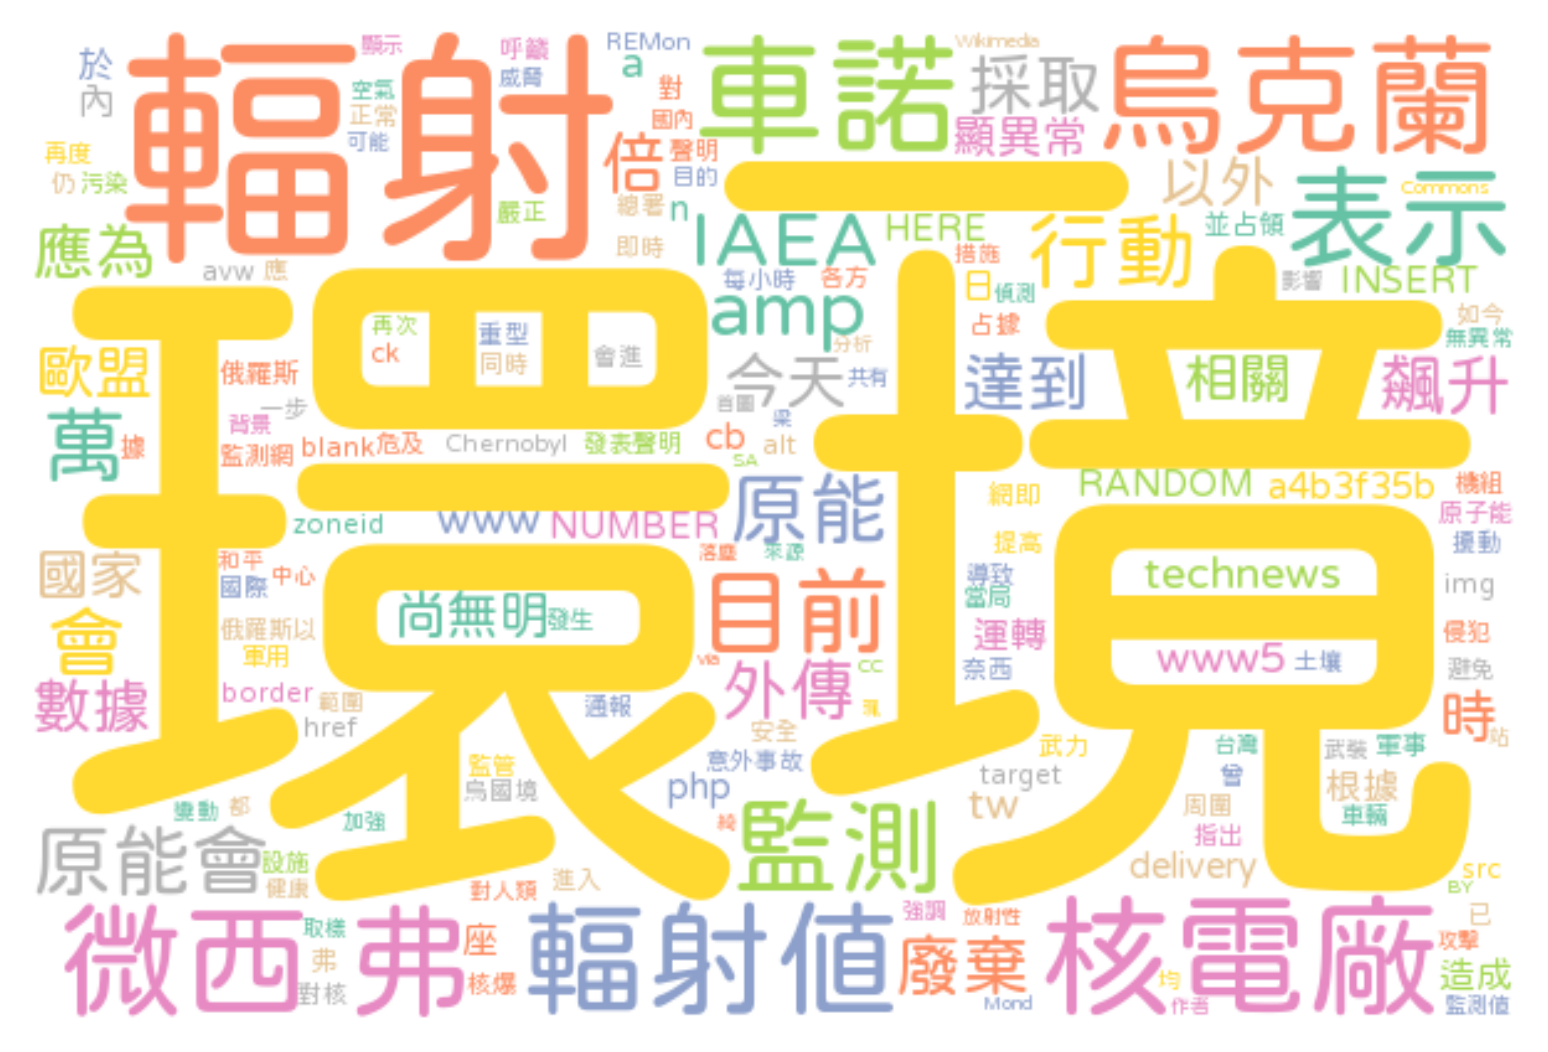 於
內
輻射
顯示
空氣
正常
可能
呼籲
威脅
嚴正
REMon
a
對
國內
倍
聲明
目的
總署
n
即時
車諾
Wikimedia
採取
顯異常
烏克蘭
一
以外
Commons
表示
再度
仍
污染
應為
avw
應
IAEA
HERE
措施
行動
並占領
每小時
各方
日
偵測
影響
INSERT
環境
amp
占據
如今
無異常
再次
ck
重型
同時
會進
分析
今天
共有
首圖
梁
達到
相關
飆升
歐盟
俄羅斯
一步
背景
萬
據
監測網
blank
危及
Chernobyl
發表聲明
cb
SA
alt
zoneid
www
NUMBER
原能
網即
RANDOM
a4b3f35b
機組
原子能
提高
擾動
國家
和平
國際
中心
落塵
來源
目前
導致
當局
technews
img
會
尚無明
發生
俄羅斯以
軍用
運轉
奈西
www5
土壤
侵犯
避免
數據
border
範圍
href
通報
via
外傳
CC
安全
時
站
監管
烏國境
意外事故
php
武力
target
tw
台灣
曾
武裝
軍事
根據
車輛
周圍
指出
變動
都
加強
原能會
設施
健康
對人類
進入
監測
delivery
src
BY
微西弗
取樣
弗
對核
座
核爆
輻射值
強調
放射性
廢棄
Mond
核電廠
均
作者
已
攻擊
造成
監測值